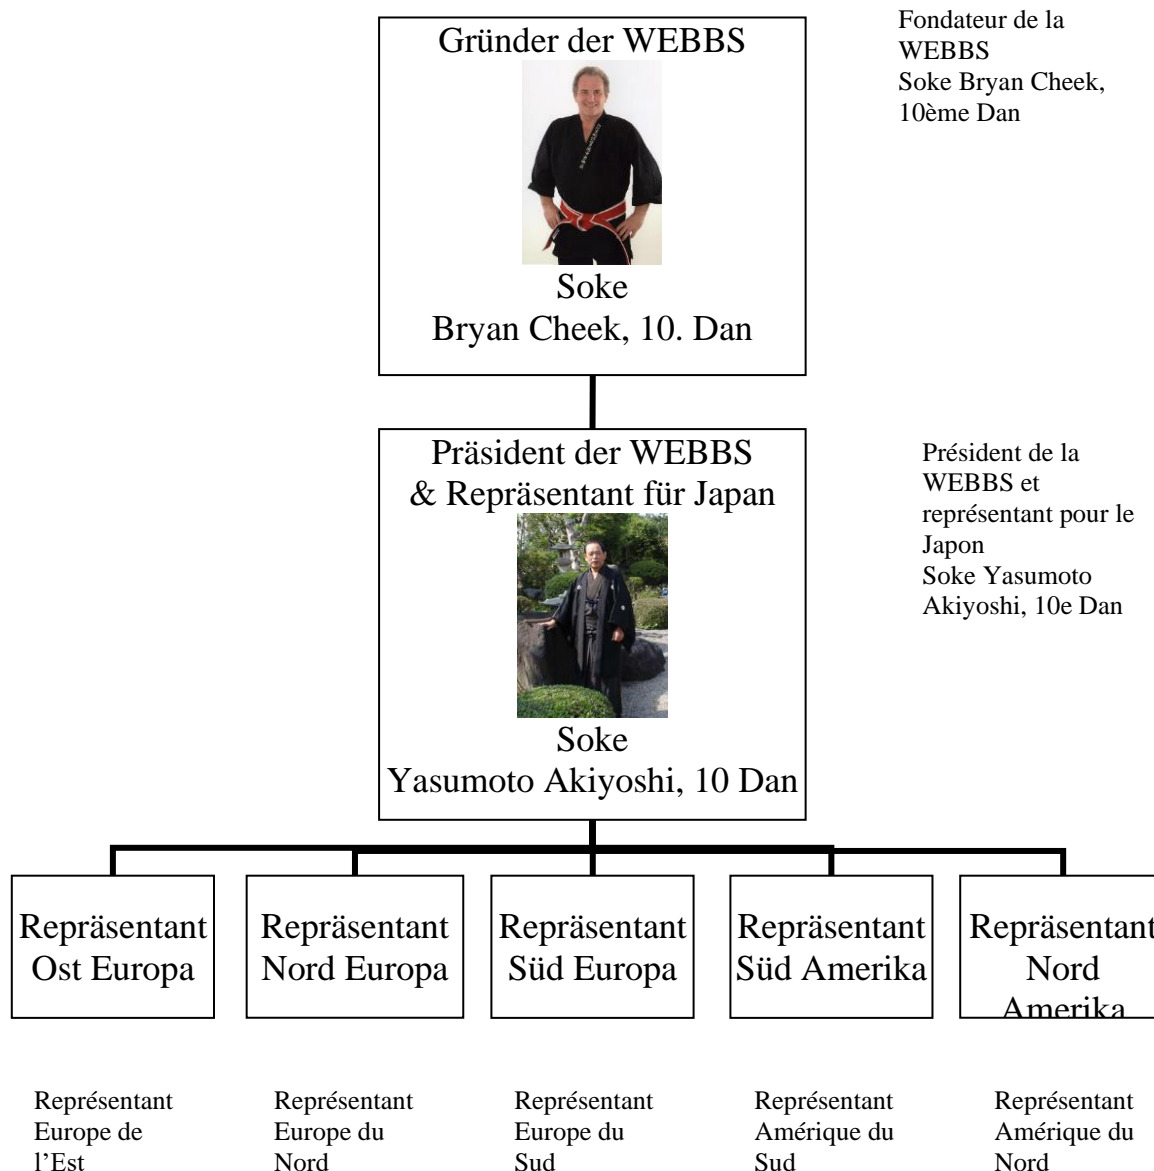 Gründer der WEBBS
Soke
Bryan Cheek, 10. Dan
Fondateur de la
WEBBS
Soke Bryan Cheek,
10ème Dan
Präsident der WEBBS
& Repräsentant für Japan
Soke
Yasumoto Akiyoshi, 10 Dan
Président de la
WEBBS et
représentant pour le
Japon
Soke Yasumoto
Akiyoshi, 10e Dan
Repräsentant
Ost Europa
Repräsentant
Nord Europa
Repräsentant
Süd Europa
Repräsentant
Süd Amerika
Repräsentant
Nord
Amerika
Représentant
Europe de
l’Est
Représentant
Europe du
Nord
Représentant
Europe du
Sud
Représentant
Amérique du
Sud
Représentant
Amérique du
Nord